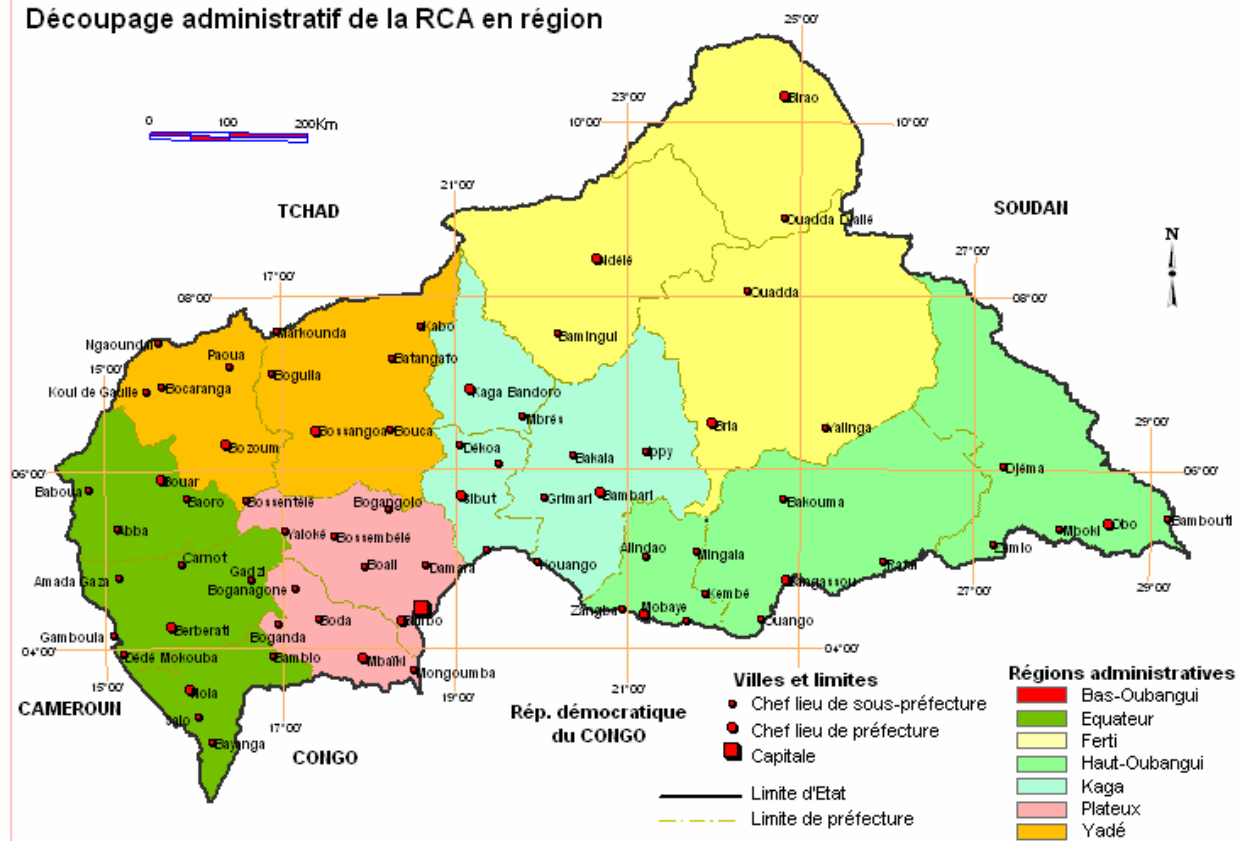 Découpage administratif de la RCA en région
25°00'
23°00'
10°00'
10°00'
0 100 200Km
Birao
21°00'
TCHAD
SOUDAN
Ouadda Djallé
N
Ndélé
27°00'
17°00'
Ouadda
08°00'
08°00'
Kabo
Markounda
Bamingui
Ngaoundaï
Paoua
Batangafo
15°00'
Bogulla
Koul de Gaulle
Bocaranga
Kaga Bandoro
Mbrés
Bria
Yalinga
29°00'
Bossangoa
Bouca
Bozoum
Dékoa
Ippy
Bakala
Djéma
06°00'
06°00'
Bouar
Baboua
Baoro
Bossentélé
Bogangolo
Sibut
Grimari
Bambari
Bakouma
Obo
Bambouti
Mboki
Abba
Yaloké
Bossembélé
Zemio
Alindao
Mingala
Carnot
Boali
Damara
Kouango
Rafai
Amada Gaza
Gadzi
Boganagone
Bangassou
Kembé
27°00'
29°00'
Zangba
Mobaye
Ouango
Gamboula
Berberati
Boganda
Boda
Bimbo
04°00'
04°00'
Dédé Mokouba
Bambio
Mbaïki
Mongoumba
15°00'
19°00'
21°00'
Nola
CAMEROUN
Salo
17°00'
Bayanga
CONGO
Rép. démocratique
du CONGO
Villes et limites
Chef lieu de sous-préfecture
Chef lieu de préfecture
Capitale
Limite d'Etat
Limite de préfecture
Régions administratives
Bas-Oubangui
Equateur
Ferti
Haut-Oubangui
Kaga
Plateux
Yadé